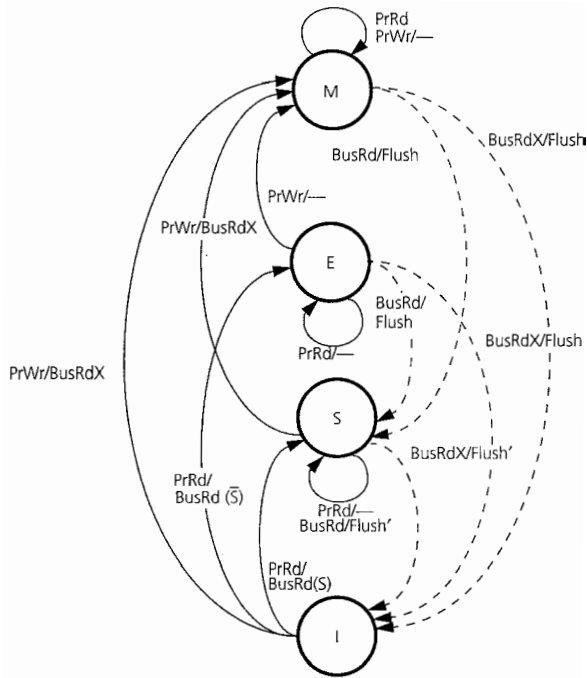 PrRd
PrWr/—
M
BusRdX/Flush
BusRd/Flush
PrWr/—
PrWr/BusRdX
E
BusRd/
Flush
BusRdX/Flush
PrRd/—
PrWr/BusRdX
S
BusRdX/Flush′
PrRd/
BusRd (S̅)
PrRd/—
BusRd/Flush′
PrRd/
BusRd(S)
I